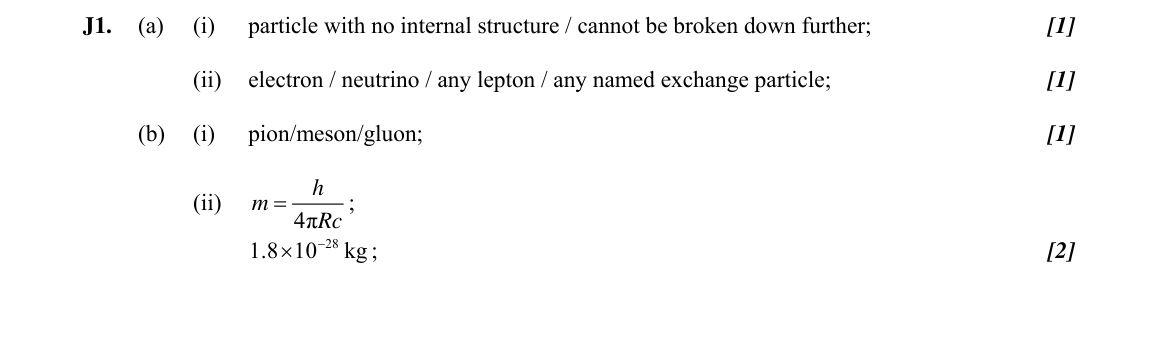 J1. (a) (i) particle with no internal structure / cannot be broken down further; [1]
(ii) electron / neutrino / any lepton / any named exchange particle; [1]
(b) (i) pion/meson/gluon; [1]
(ii) m = h / 4πRc ;
1.8×10⁻²⁸ kg ; [2]